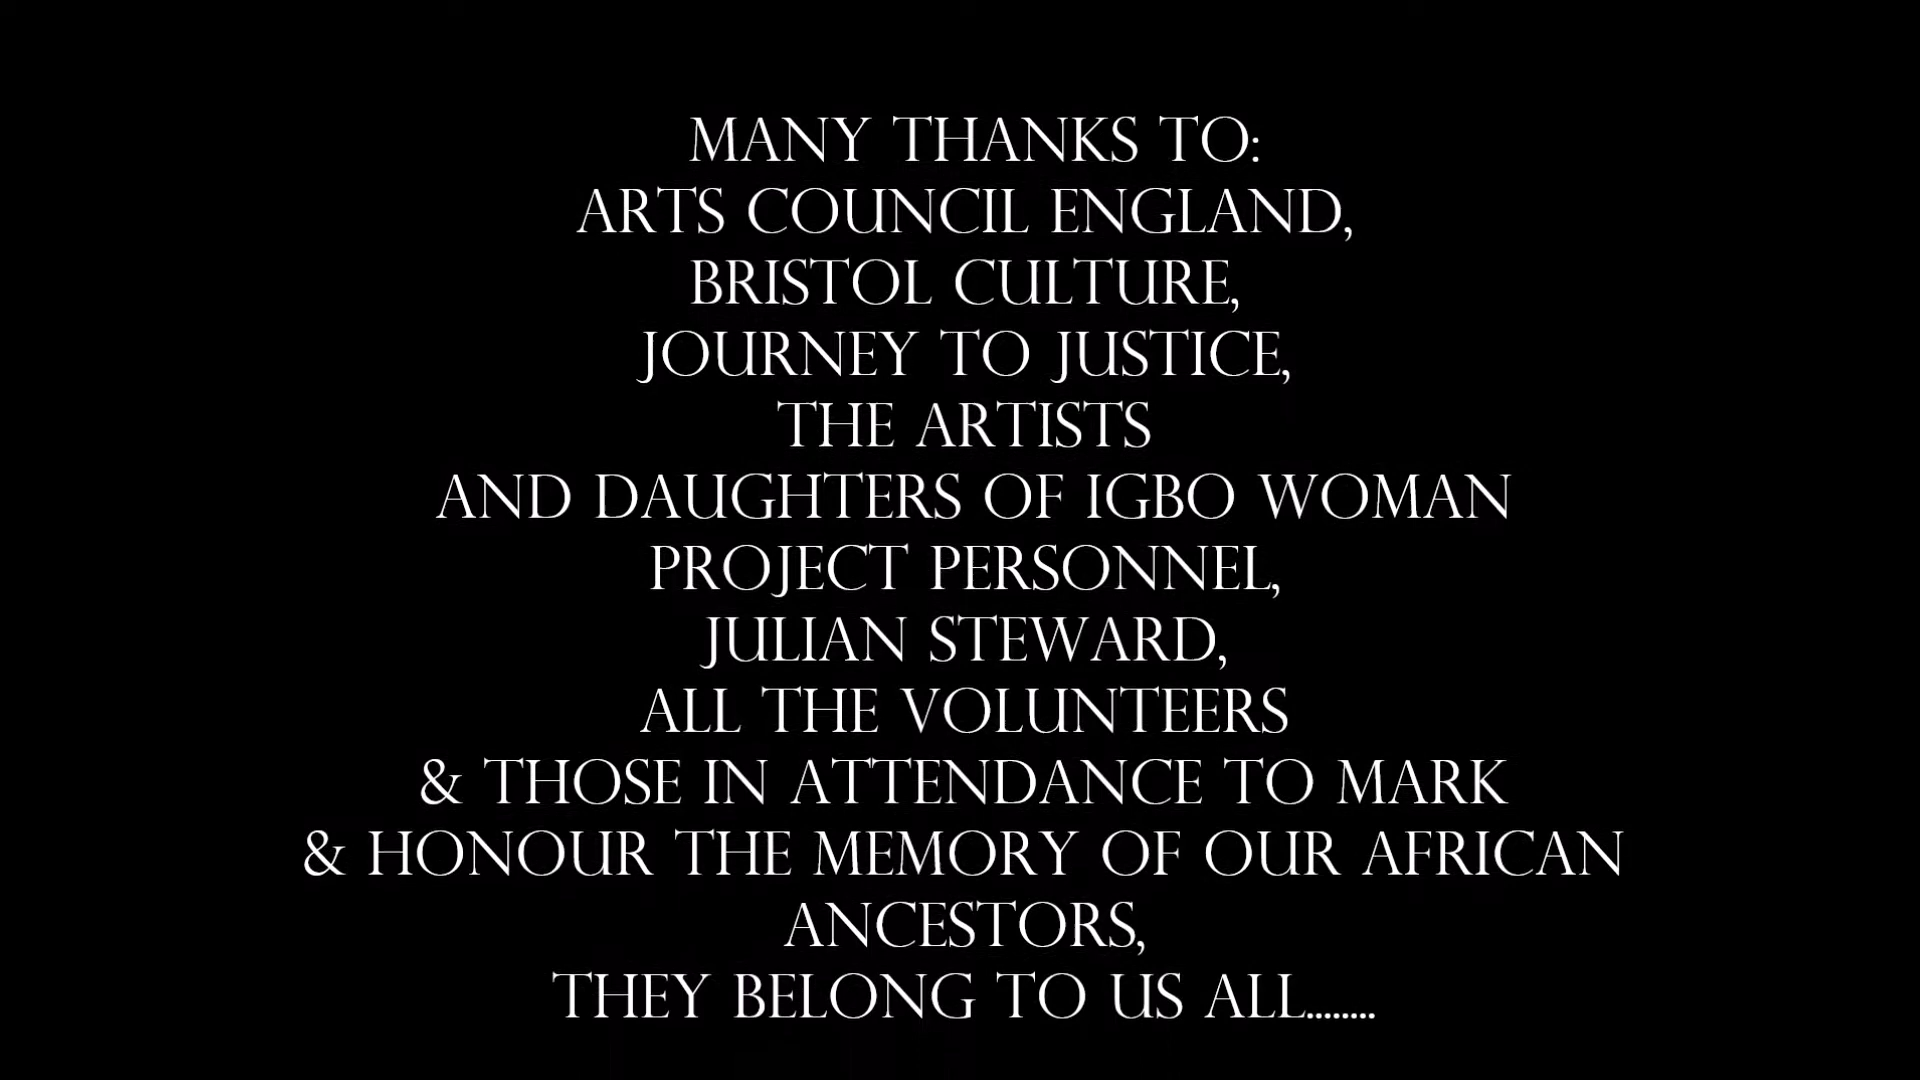 MANY THANKS TO:
ARTS COUNCIL ENGLAND,
BRISTOL CULTURE,
JOURNEY TO JUSTICE,
THE ARTISTS
AND DAUGHTERS OF IGBO WOMAN
PROJECT PERSONNEL,
JULIAN STEWARD,
ALL THE VOLUNTEERS
& THOSE IN ATTENDANCE TO MARK
& HONOUR THE MEMORY OF OUR AFRICAN
ANCESTORS,
THEY BELONG TO US ALL........